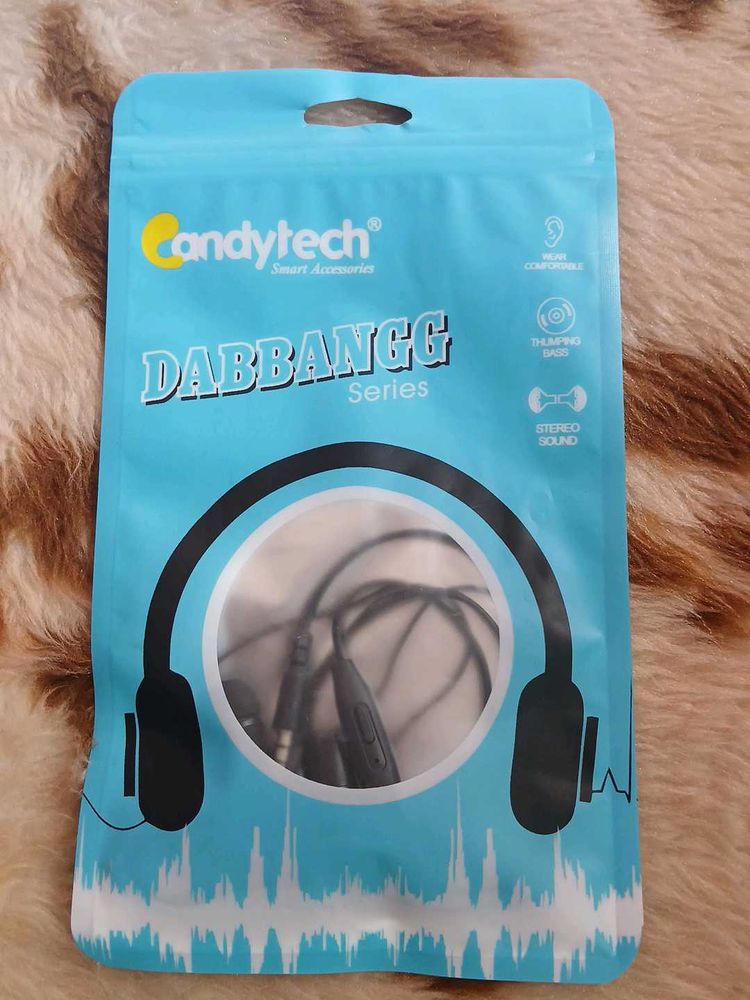 Candytech®
Smart Accessories
DABBANGG
Series
WEAR
COMFORTABLE
THUMPING
BASS
STEREO
SOUND